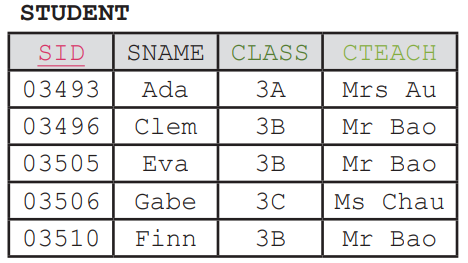 STUDENT
SID SNAME CLASS CTEACH
03493 Ada 3A Mrs Au
03496 Clem 3B Mr Bao
03505 Eva 3B Mr Bao
03506 Gabe 3C Ms Chau
03510 Finn 3B Mr Bao